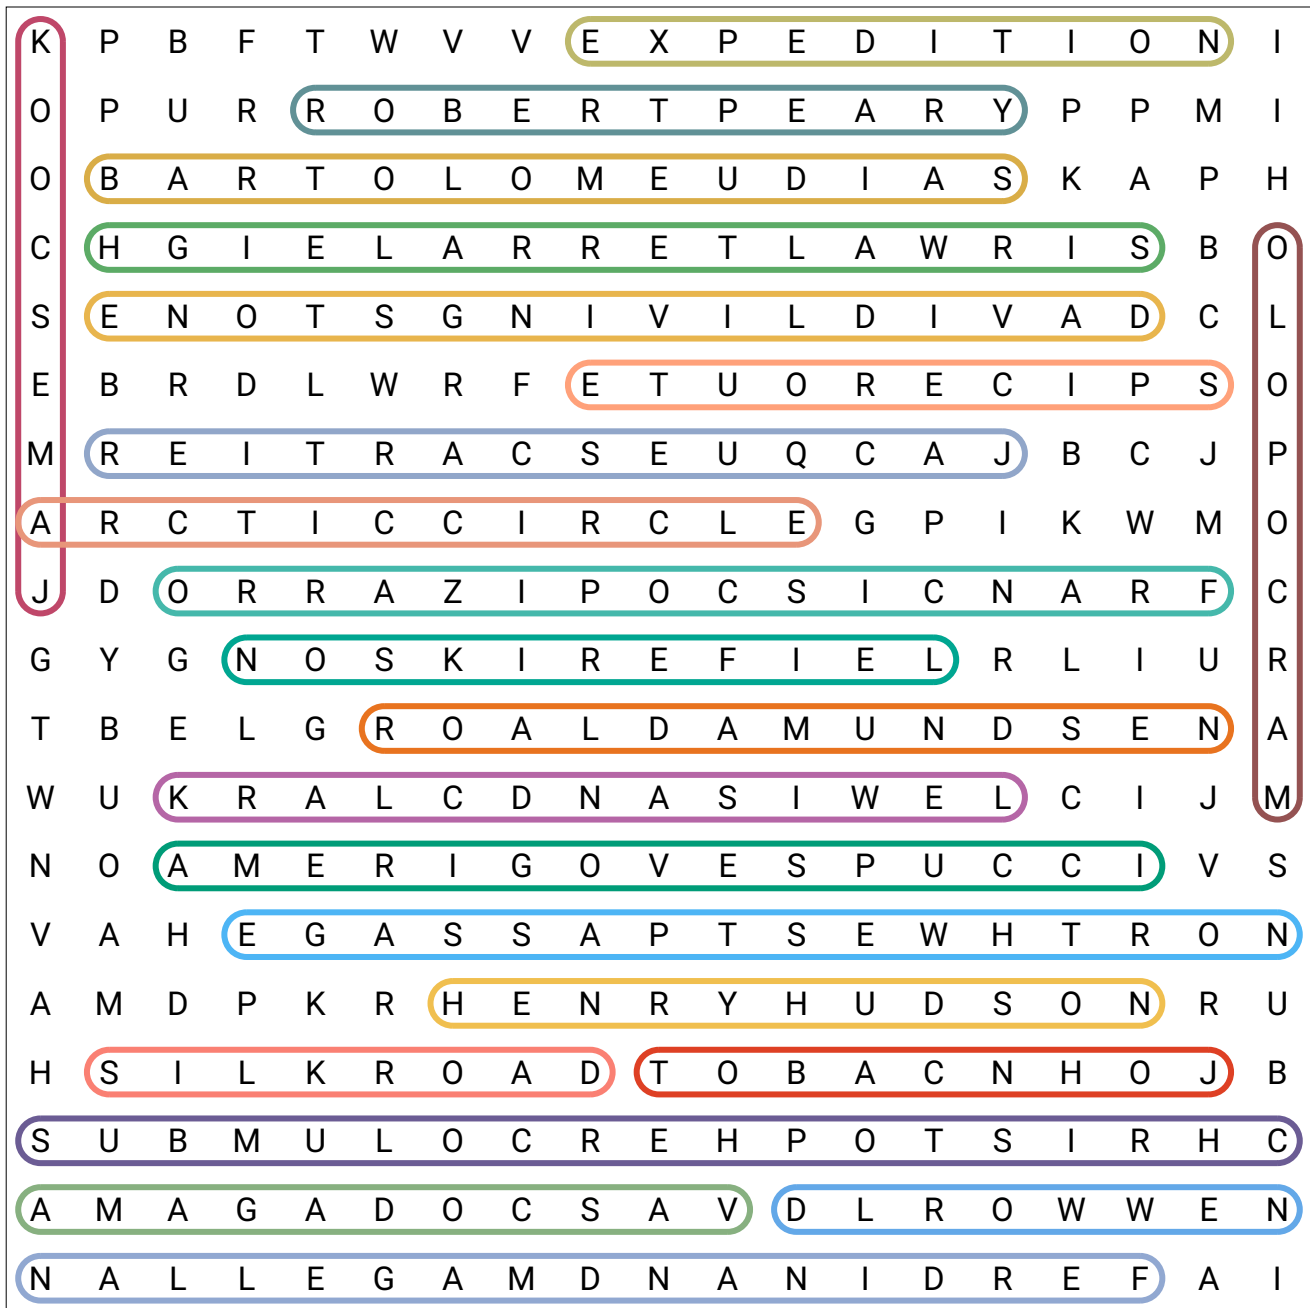 K P B F T W V V E X P E D I T I O N I
O P U R R O B E R T P E A R Y P P M I
O B A R T O L O M E U D I A S K A P H
C H G I E L A R R E T L A W R I S B O
S E N O T S G N I V I L D I V A D C L
E B R D L W R F E T U O R E C I P S O
M R E I T R A C S E U Q C A J B C J P
A R C T I C C I R C L E G P I K W M O
J D O R R A Z I P O C S I C N A R F C
G Y G N O S K I R E F I E L R L I U R
T B E L G R O A L D A M U N D S E N A
W U K R A L C D N A S I W E L C I J M
N O A M E R I G O V E S P U C C I V S
V A H E G A S S A P T S E W H T R O N
A M D P K R H E N R Y H U D S O N R U
H S I L K R O A D T O B A C N H O J B
S U B M U L O C R E H P O T S I R H C
A M A G A D O C S A V D L R O W W E N
N A L L E G A M D N A N I D R E F A I